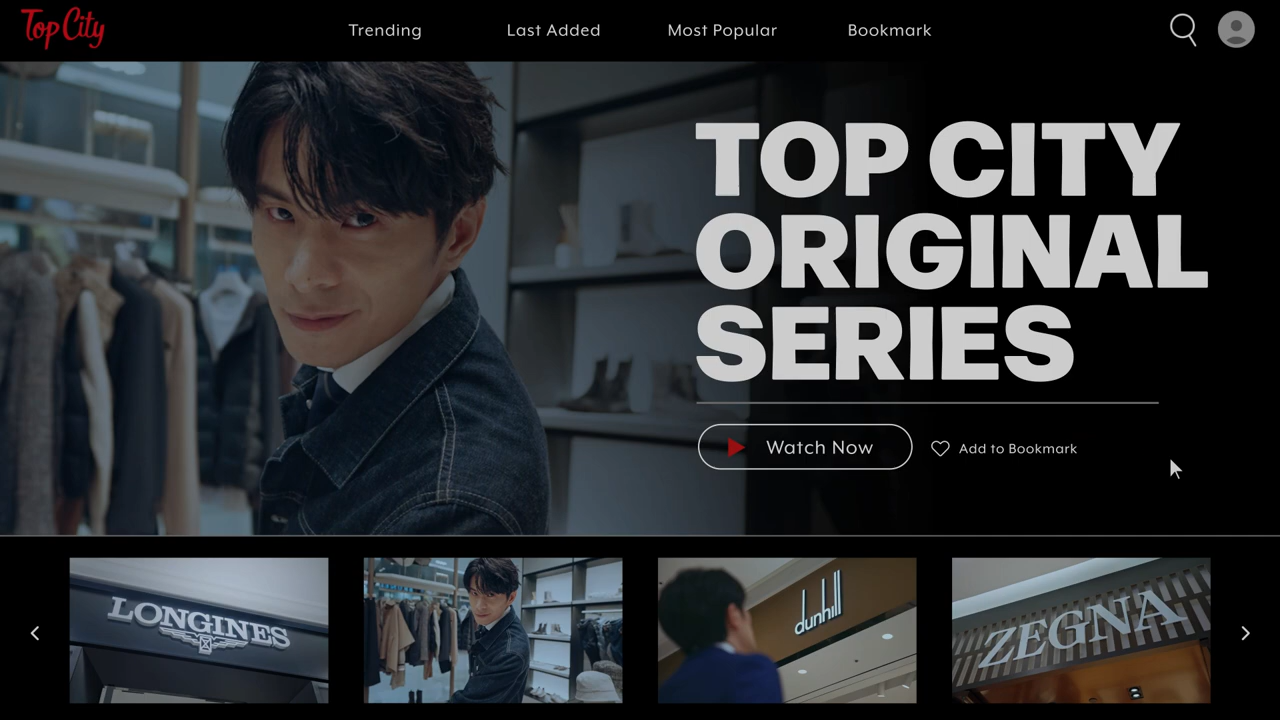 Top City
Trending
Last Added
Most Popular
Bookmark
TOP CITY
ORIGINAL
SERIES
Watch Now
Add to Bookmark
LONGINES
dunhill
ZEGNA